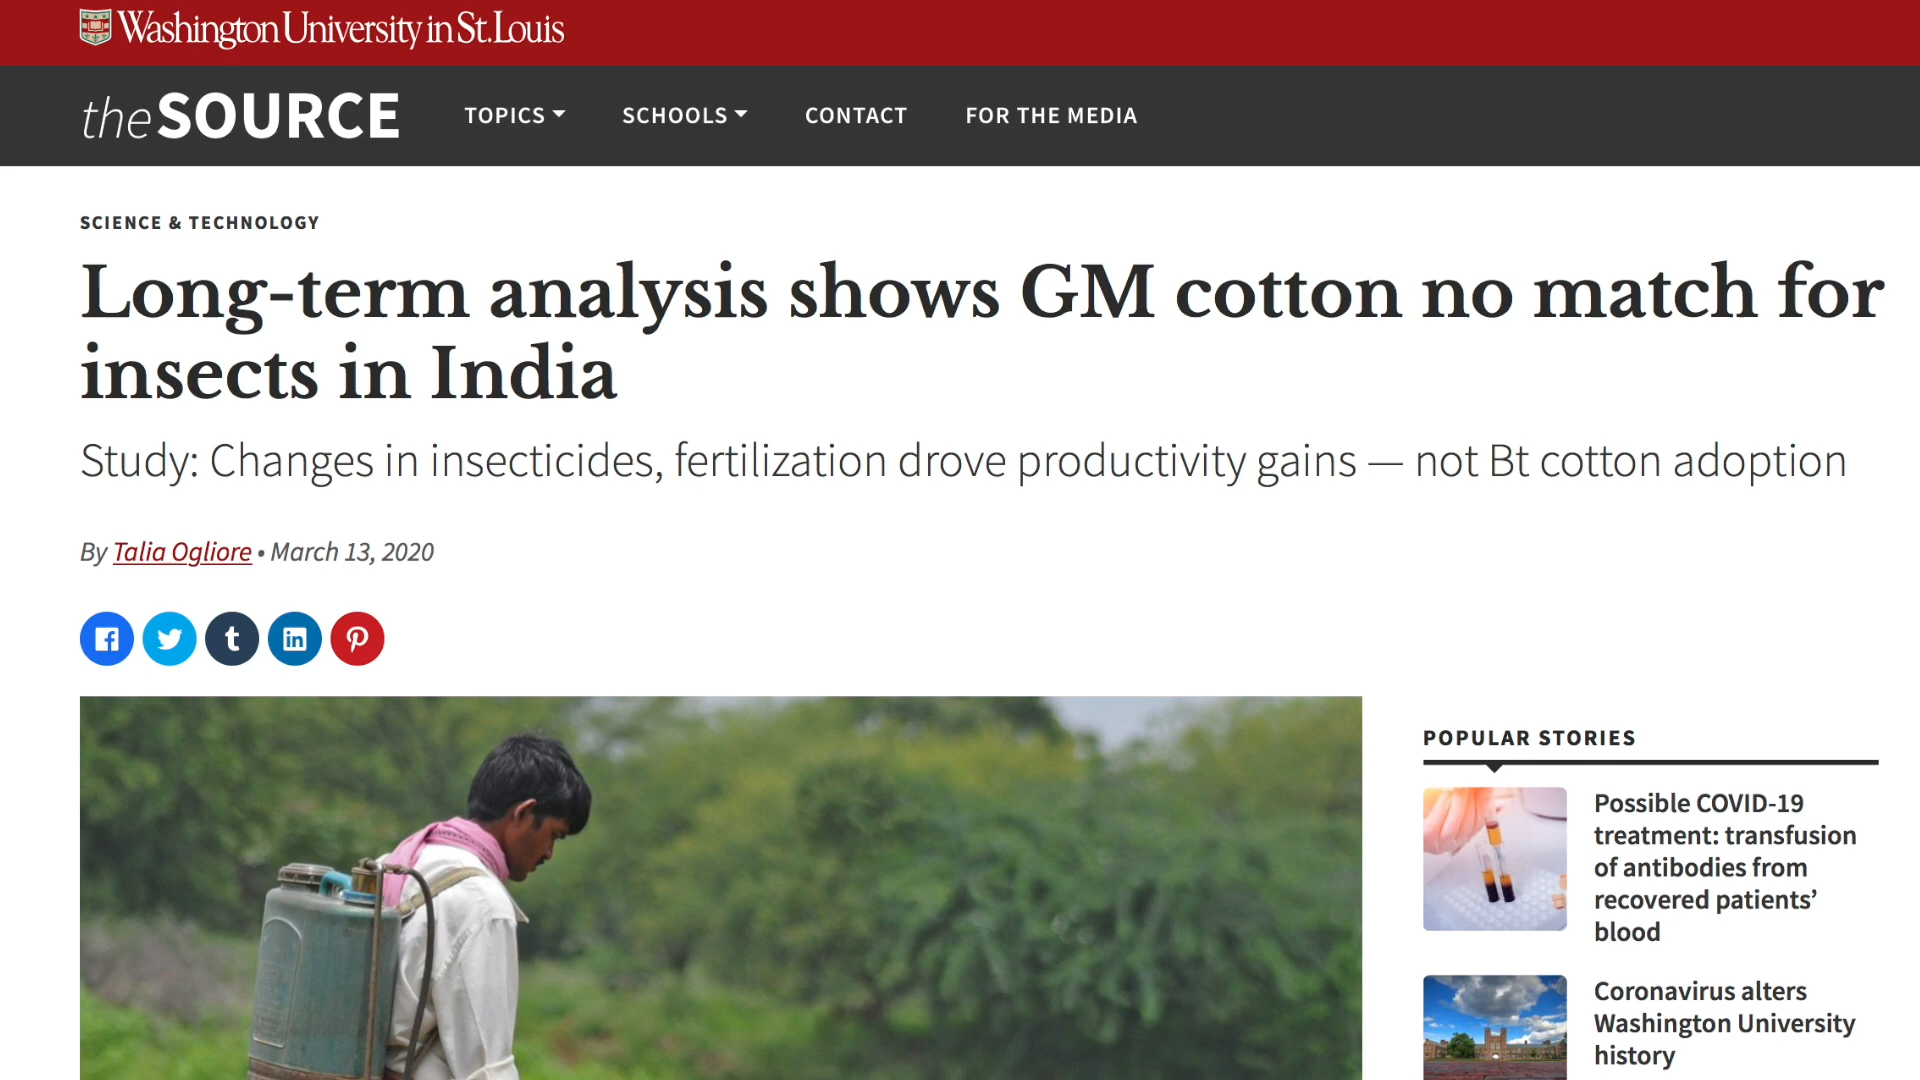 Washington University in St. Louis
the SOURCE
TOPICS
SCHOOLS
CONTACT
FOR THE MEDIA
SCIENCE & TECHNOLOGY
Long-term analysis shows GM cotton no match for
insects in India
Study: Changes in insecticides, fertilization drove productivity gains — not Bt cotton adoption
By Talia Ogliore • March 13, 2020
POPULAR STORIES
Possible COVID-19
treatment: transfusion
of antibodies from
recovered patients’
blood
Coronavirus alters
Washington University
history